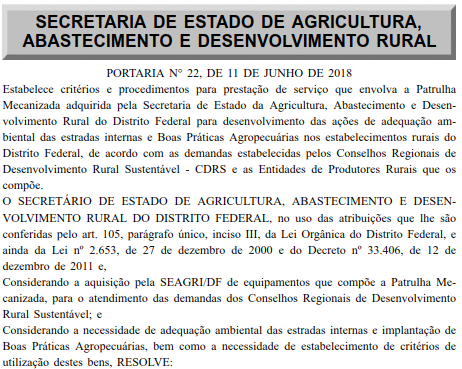 SECRETARIA DE ESTADO DE AGRICULTURA,
ABASTECIMENTO E DESENVOLVIMENTO RURAL
PORTARIA N° 22, DE 11 DE JUNHO DE 2018
Estabelece critérios e procedimentos para prestação de serviço que envolva a Patrulha
Mecanizada adquirida pela Secretaria de Estado da Agricultura, Abastecimento e Desen-
volvimento Rural do Distrito Federal para desenvolvimento das ações de adequação am-
biental das estradas internas e Boas Práticas Agropecuárias nos estabelecimentos rurais do
Distrito Federal, de acordo com as demandas estabelecidas pelos Conselhos Regionais de
Desenvolvimento Rural Sustentável - CDRS e as Entidades de Produtores Rurais que os
compõe.
O SECRETÁRIO DE ESTADO DE AGRICULTURA, ABASTECIMENTO E DESEN-
VOLVIMENTO RURAL DO DISTRITO FEDERAL, no uso das atribuições que lhe são
conferidas pelo art. 105, parágrafo único, inciso III, da Lei Orgânica do Distrito Federal, e
ainda da Lei nº 2.653, de 27 de dezembro de 2000 e do Decreto nº 33.406, de 12 de
dezembro de 2011 e,
Considerando a aquisição pela SEAGRI/DF de equipamentos que compõe a Patrulha Me-
canizada, para o atendimento das demandas dos Conselhos Regionais de Desenvolvimento
Rural Sustentável; e
Considerando a necessidade de adequação ambiental das estradas internas e implantação de
Boas Práticas Agropecuárias, bem como a necessidade de estabelecimento de critérios de
utilização destes bens, RESOLVE: